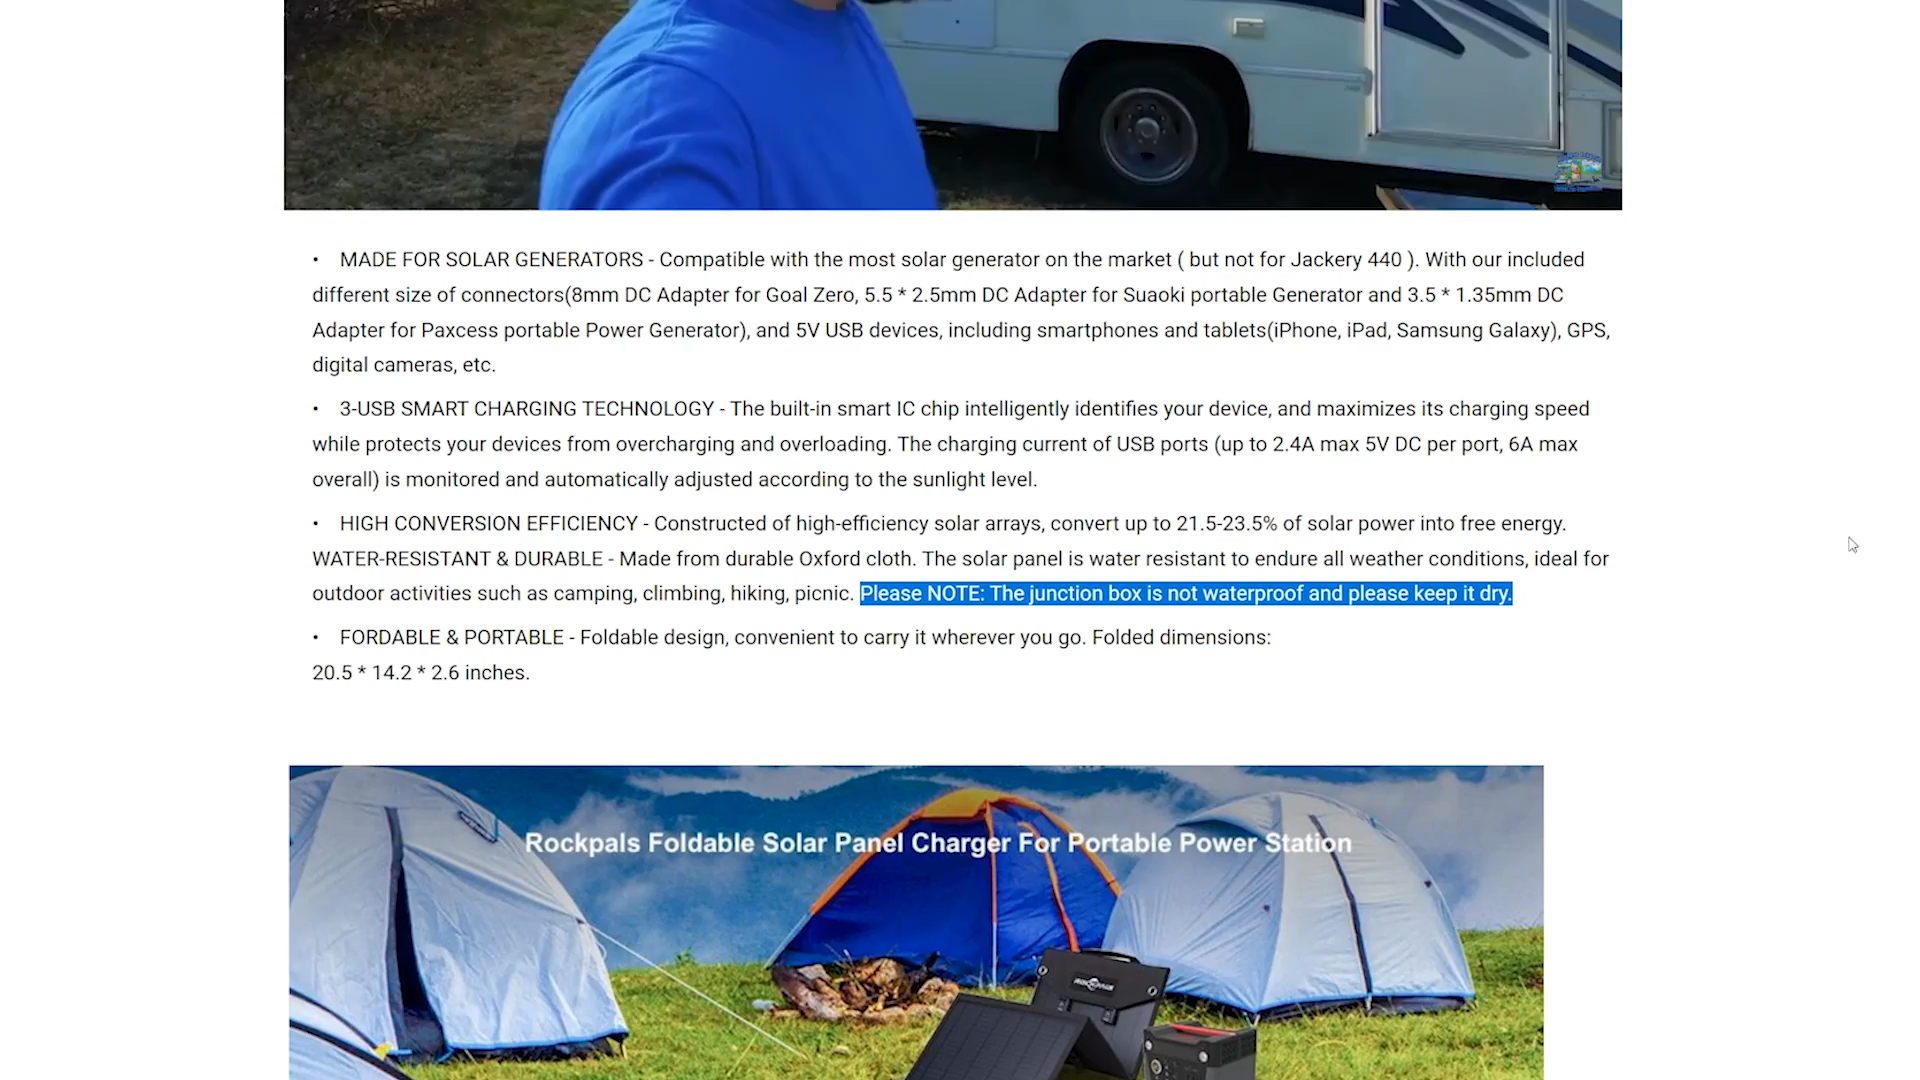 • MADE FOR SOLAR GENERATORS - Compatible with the most solar generator on the market ( but not for Jackery 440 ). With our included
different size of connectors(8mm DC Adapter for Goal Zero, 5.5 * 2.5mm DC Adapter for Suaoki portable Generator and 3.5 * 1.35mm DC
Adapter for Paxcess portable Power Generator), and 5V USB devices, including smartphones and tablets(iPhone, iPad, Samsung Galaxy), GPS,
digital cameras, etc.
• 3-USB SMART CHARGING TECHNOLOGY - The built-in smart IC chip intelligently identifies your device, and maximizes its charging speed
while protects your devices from overcharging and overloading. The charging current of USB ports (up to 2.4A max 5V DC per port, 6A max
overall) is monitored and automatically adjusted according to the sunlight level.
• HIGH CONVERSION EFFICIENCY - Constructed of high-efficiency solar arrays, convert up to 21.5-23.5% of solar power into free energy.
WATER-RESISTANT & DURABLE - Made from durable Oxford cloth. The solar panel is water resistant to endure all weather conditions, ideal for
outdoor activities such as camping, climbing, hiking, picnic. Please NOTE: The junction box is not waterproof and please keep it dry.
• FORDABLE & PORTABLE - Foldable design, convenient to carry it wherever you go. Folded dimensions:
20.5 * 14.2 * 2.6 inches.
Rockpals Foldable Solar Panel Charger For Portable Power Station